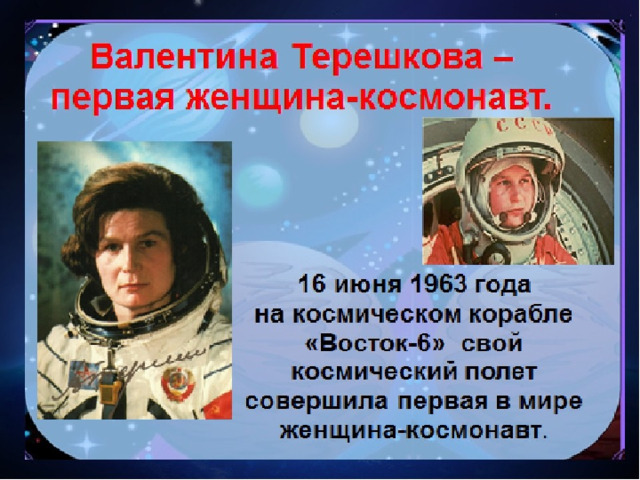 Валентина Терешкова –
первая женщина-космонавт.
СССР
16 июня 1963 года
на космическом корабле
«Восток-6» свой
космический полет
совершила первая в мире
женщина-космонавт.